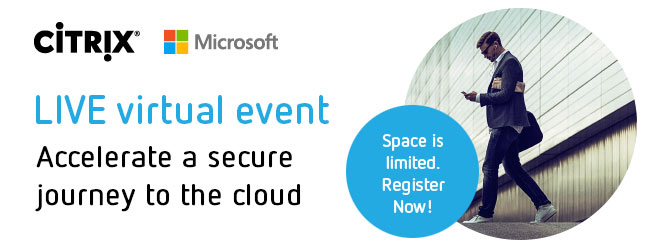 CITRIX®
Microsoft
LIVE virtual event
Accelerate a secure
journey to the cloud
Space is
limited.
Register
Now!